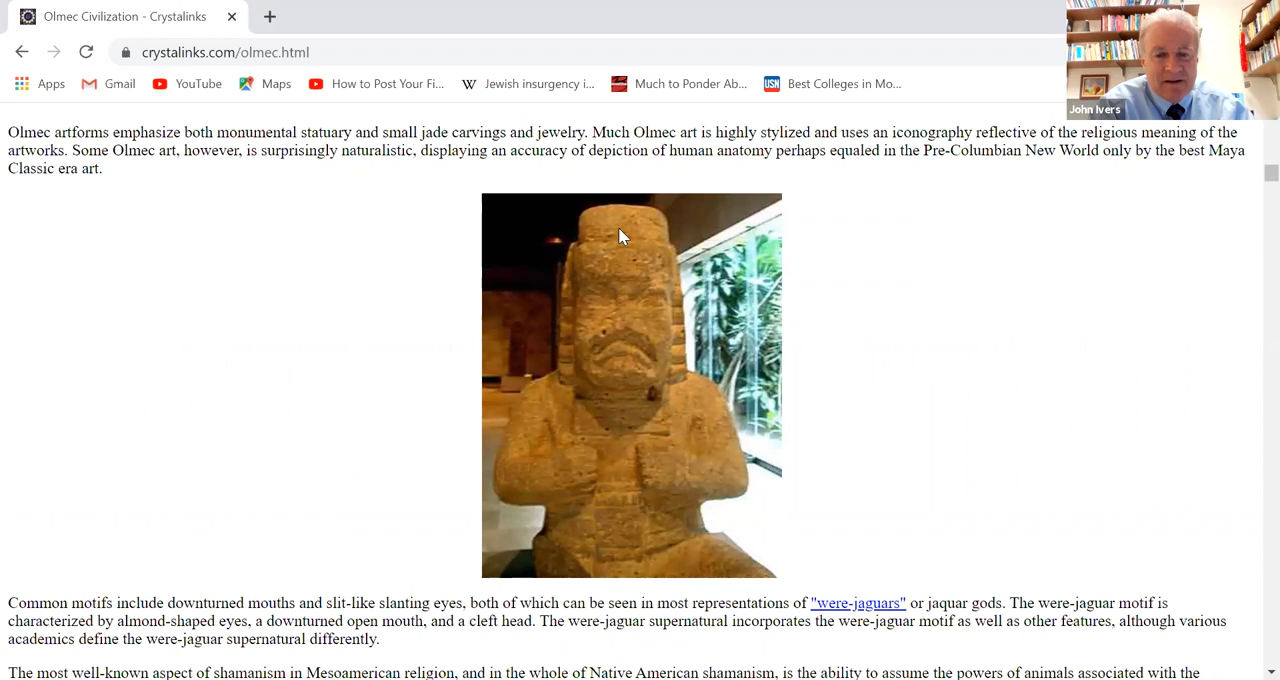 Olmec Civilization - Crystalinks
crystalinks.com/olmec.html
Apps Gmail YouTube Maps How to Post Your Fi... Jewish insurgency i... Much to Ponder Ab... Best Colleges in Mo...
John Ivers
Olmec artforms emphasize both monumental statuary and small jade carvings and jewelry. Much Olmec art is highly stylized and uses an iconography reflective of the religious meaning of the
artworks. Some Olmec art, however, is surprisingly naturalistic, displaying an accuracy of depiction of human anatomy perhaps equaled in the Pre-Columbian New World only by the best Maya
Classic era art.
Common motifs include downturned mouths and slit-like slanting eyes, both of which can be seen in most representations of "were-jaguars" or jaquar gods. The were-jaguar motif is
characterized by almond-shaped eyes, a downturned open mouth, and a cleft head. The were-jaguar supernatural incorporates the were-jaguar motif as well as other features, although various
academics define the were-jaguar supernatural differently.
The most well-known aspect of shamanism in Mesoamerican religion, and in the whole of Native American shamanism, is the ability to assume the powers of animals associated with the